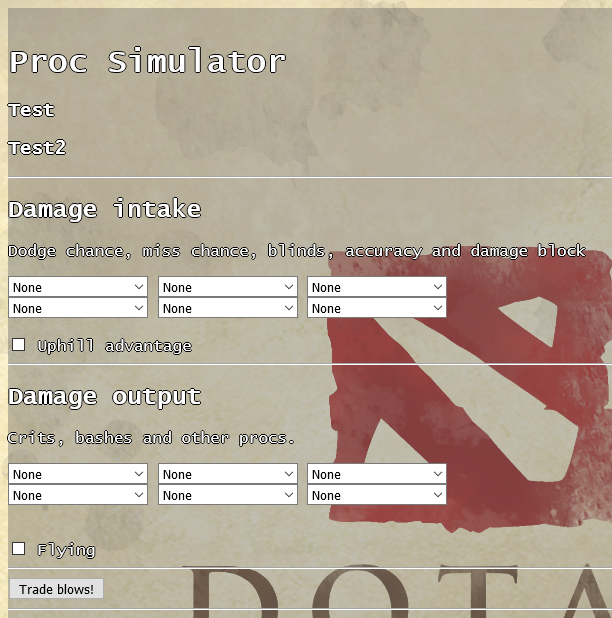 Proc Simulator
Test
Test2
Damage intake
Dodge chance, miss chance, blinds, accuracy and damage block
None None None
None None None
Uphill advantage
Damage output
Crits, bashes and other procs.
None None None
None None None
Flying
DOTA
Trade blows!